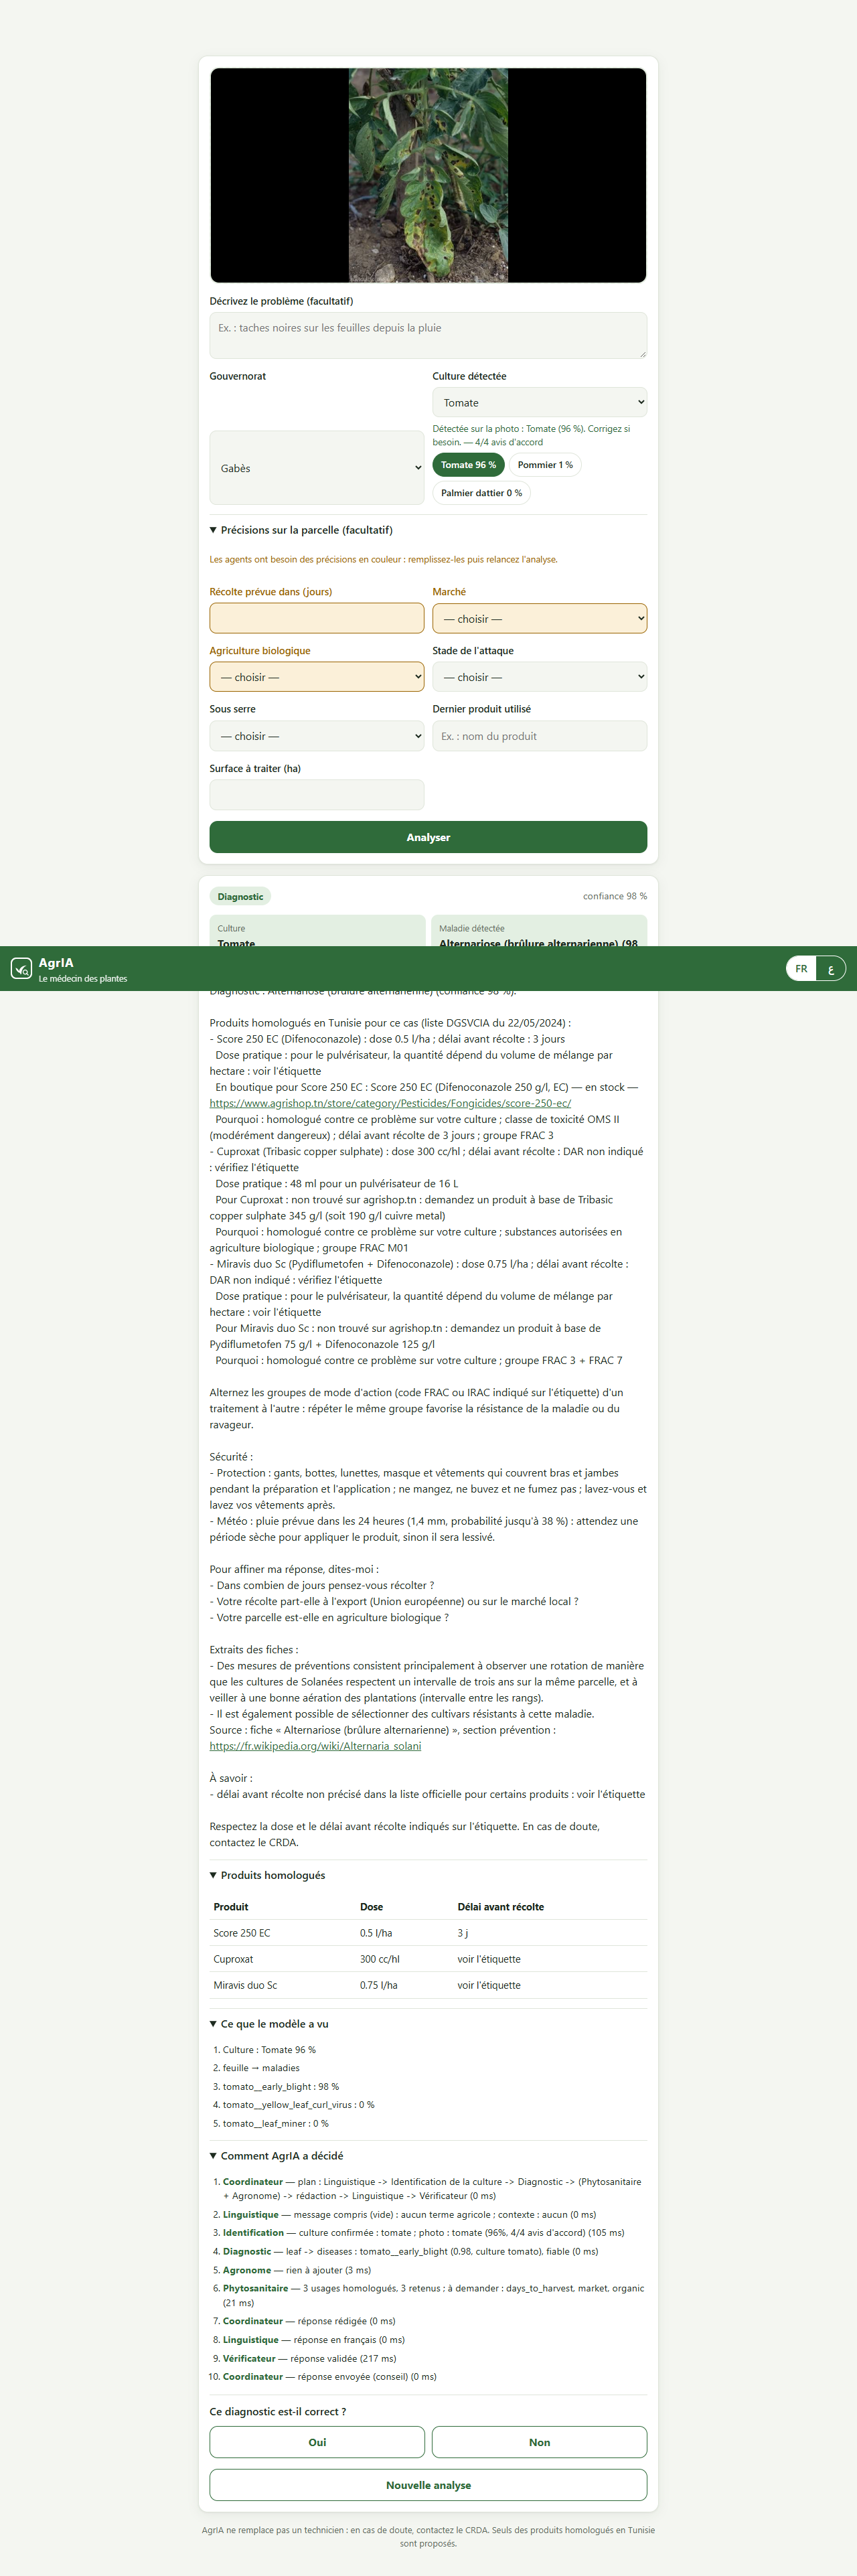 Décrivez le problème (facultatif)
Ex. : taches noires sur les feuilles depuis la pluie
Gouvernorat
Culture détectée
Tomate
Détectée sur la photo : Tomate (96 %). Corrigez si
besoin. — 4/4 avis d'accord
Gabès
Tomate 96 %
Pommier 1 %
Palmier dattier 0 %
▼ Précisions sur la parcelle (facultatif)
Les agents ont besoin des précisions en couleur : remplissez-les puis relancez l'analyse.
Récolte prévue dans (jours)
Marché
— choisir —
Agriculture biologique
Stade de l'attaque
— choisir —
— choisir —
Sous serre
Dernier produit utilisé
— choisir —
Ex. : nom du produit
Surface à traiter (ha)
Analyser
Diagnostic
confiance 98 %
Culture
Maladie détectée
Tomate
Alternariose (brûlure alternarienne) (98
AgrIA
Le médecin des plantes
FR
ع
Diagnostic : Alternariose (brûlure alternarienne) (confiance 98 %).
Produits homologués en Tunisie pour ce cas (liste DGSVCIA du 22/05/2024) :
- Score 250 EC (Difenoconazole) : dose 0.5 l/ha ; délai avant récolte : 3 jours
Dose pratique : pour le pulvérisateur, la quantité dépend du volume de mélange par
hectare : voir l'étiquette
En boutique pour Score 250 EC : Score 250 EC (Difenoconazole 250 g/l, EC) — en stock —
https://www.agrishop.tn/store/category/Pesticides/Fongicides/score-250-ec/
Pourquoi : homologué contre ce problème sur votre culture ; classe de toxicité OMS II
(modérément dangereux) ; délai avant récolte de 3 jours ; groupe FRAC 3
- Cuproxat (Tribasic copper sulphate) : dose 300 cc/hl ; délai avant récolte : DAR non indiqué
: vérifiez l'étiquette
Dose pratique : 48 ml pour un pulvérisateur de 16 L
Pour Cuproxat : non trouvé sur agrishop.tn : demandez un produit à base de Tribasic
copper sulphate 345 g/l (soit 190 g/l cuivre metal)
Pourquoi : homologué contre ce problème sur votre culture ; substances autorisées en
agriculture biologique ; groupe FRAC M01
- Miravis duo Sc (Pydiflumetofen + Difenoconazole) : dose 0.75 l/ha ; délai avant récolte :
DAR non indiqué : vérifiez l'étiquette
Dose pratique : pour le pulvérisateur, la quantité dépend du volume de mélange par
hectare : voir l'étiquette
Pour Miravis duo Sc : non trouvé sur agrishop.tn : demandez un produit à base de
Pydiflumetofen 75 g/l + Difenoconazole 125 g/l
Pourquoi : homologué contre ce problème sur votre culture ; groupe FRAC 3 + FRAC 7
Alternez les groupes de mode d'action (code FRAC ou IRAC indiqué sur l'étiquette) d'un
traitement à l'autre : répéter le même groupe favorise la résistance de la maladie ou du
ravageur.
Sécurité :
- Protection : gants, bottes, lunettes, masque et vêtements qui couvrent bras et jambes
pendant la préparation et l'application ; ne mangez, ne buvez et ne fumez pas ; lavez-vous et
lavez vos vêtements après.
- Météo : pluie prévue dans les 24 heures (1,4 mm, probabilité jusqu'à 38 %) : attendez une
période sèche pour appliquer le produit, sinon il sera lessivé.
Pour affiner ma réponse, dites-moi :
- Dans combien de jours pensez-vous récolter ?
- Votre récolte part-elle à l'export (Union européenne) ou sur le marché local ?
- Votre parcelle est-elle en agriculture biologique ?
Extraits des fiches :
- Des mesures de préventions consistent principalement à observer une rotation de manière
que les cultures de Solanées respectent un intervalle de trois ans sur la même parcelle, et à
veiller à une bonne aération des plantations (intervalle entre les rangs).
- Il est également possible de sélectionner des cultivars résistants à cette maladie.
Source : fiche « Alternariose (brûlure alternarienne) », section prévention :
https://fr.wikipedia.org/wiki/Alternaria_solani
À savoir :
- délai avant récolte non précisé dans la liste officielle pour certains produits : voir l'étiquette
Respectez la dose et le délai avant récolte indiqués sur l'étiquette. En cas de doute,
contactez le CRDA.
▼ Produits homologués
Produit Dose Délai avant récolte
Score 250 EC 0.5 l/ha 3 j
Cuproxat 300 cc/hl voir l'étiquette
Miravis duo Sc 0.75 l/ha voir l'étiquette
▼ Ce que le modèle a vu
1. Culture : Tomate 96 %
2. feuille → maladies
3. tomato__early_blight : 98 %
4. tomato__yellow_leaf_curl_virus : 0 %
5. tomato__leaf_miner : 0 %
▼ Comment AgrIA a décidé
1. Coordinateur — plan : Linguistique -> Identification de la culture -> Diagnostic -> (Phytosanitaire
+ Agronome) -> rédaction -> Linguistique -> Vérificateur (0 ms)
2. Linguistique — message compris (vide) : aucun terme agricole ; contexte : aucun (0 ms)
3. Identification — culture confirmée : tomate ; photo : tomate (96%, 4/4 avis d'accord) (105 ms)
4. Diagnostic — leaf -> diseases : tomato__early_blight (0.98, culture tomato), fiable (0 ms)
5. Agronome — rien à ajouter (3 ms)
6. Phytosanitaire — 3 usages homologués, 3 retenus ; à demander : days_to_harvest, market, organic
(21 ms)
7. Coordinateur — réponse rédigée (0 ms)
8. Linguistique — réponse en français (0 ms)
9. Vérificateur — réponse validée (217 ms)
10. Coordinateur — réponse envoyée (conseil) (0 ms)
Ce diagnostic est-il correct ?
Oui
Non
Nouvelle analyse
AgrIA ne remplace pas un technicien : en cas de doute, contactez le CRDA. Seuls des produits homologués en Tunisie
sont proposés.